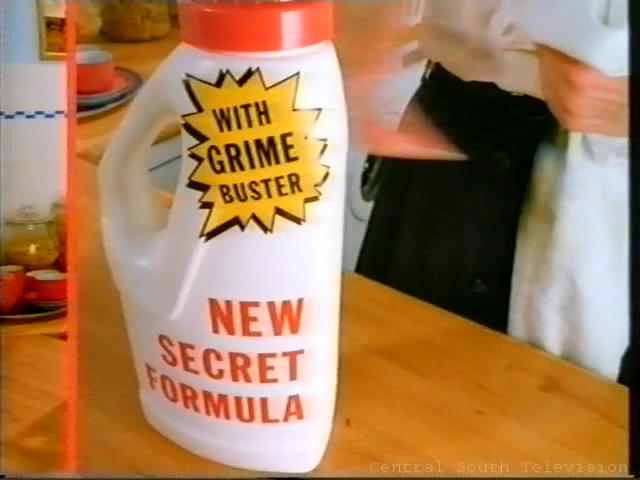 WITH
GRIME
BUSTER
NEW
SECRET
FORMULA
Central South Television